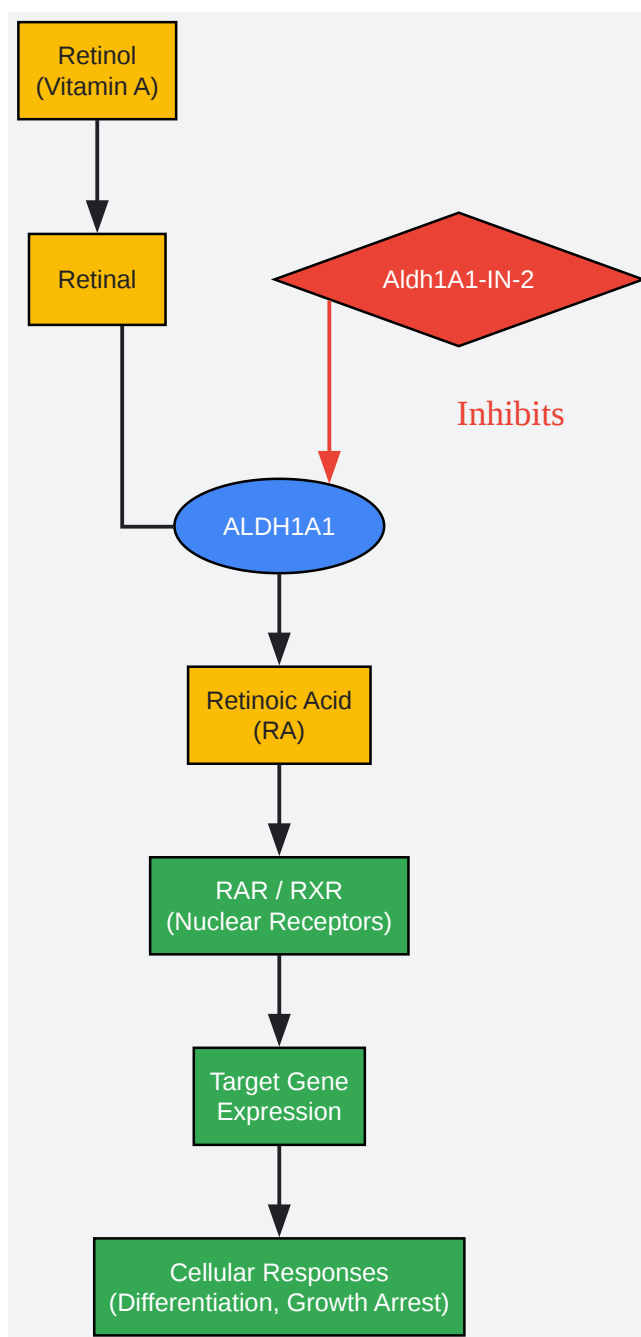 Retinol
(Vitamin A)
Retinal
Aldh1A1-IN-2
Inhibits
ALDH1A1
Retinoic Acid
(RA)
RAR / RXR
(Nuclear Receptors)
Target Gene
Expression
Cellular Responses
(Differentiation, Growth Arrest)